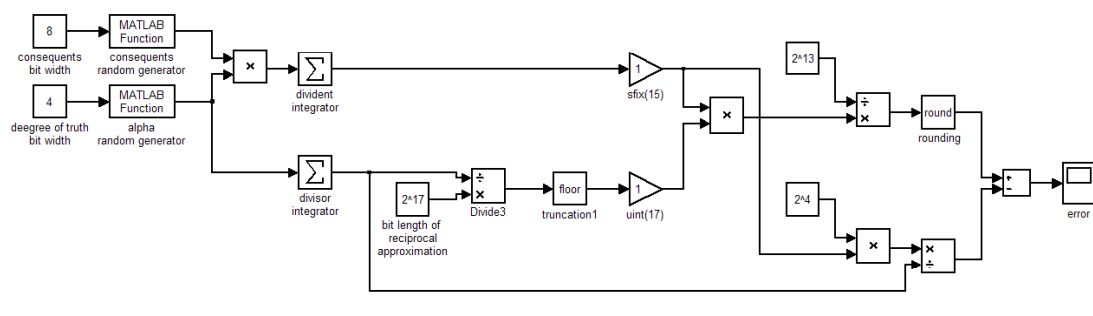 8
consequents
bit width
MATLAB
Function
consequents
random generator
4
deegree of truth
bit width
MATLAB
Function
alpha
random generator
×
Σ
divident
integrator
Σ
divisor
integrator
2^17
bit length of
reciprocal
approximation
÷
×
Divide3
floor
truncation1
1
sfix(15)
1
uint(17)
×
2^13
÷
×
round
rounding
2^4
×
×
÷
+
−
error